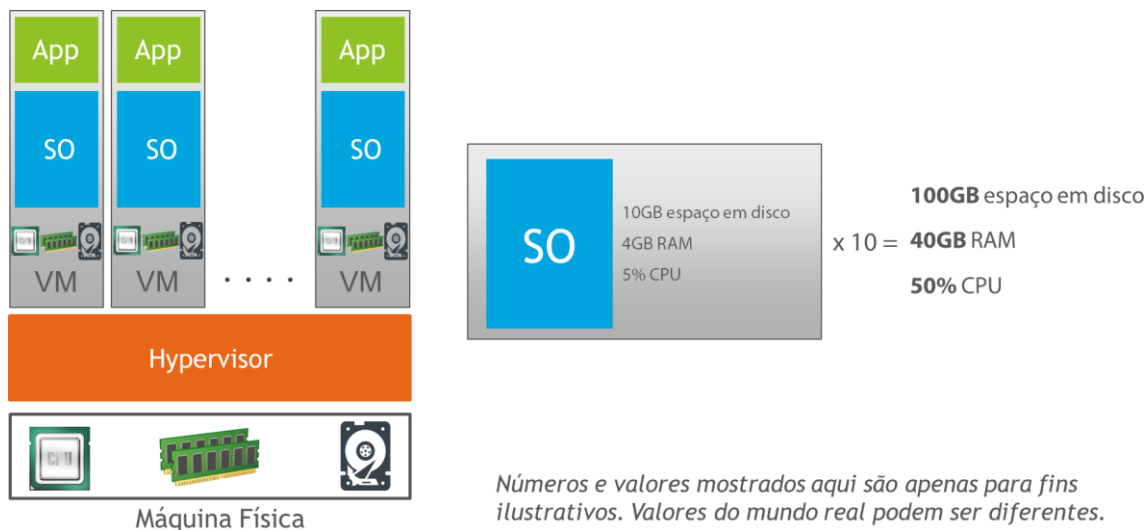 App App App
SO SO SO
VM VM . . . . VM
Hypervisor
CPU
Máquina Física
SO
10GB espaço em disco
4GB RAM
5% CPU
x 10 =
100GB espaço em disco
40GB RAM
50% CPU
Números e valores mostrados aqui são apenas para fins
ilustrativos. Valores do mundo real podem ser diferentes.